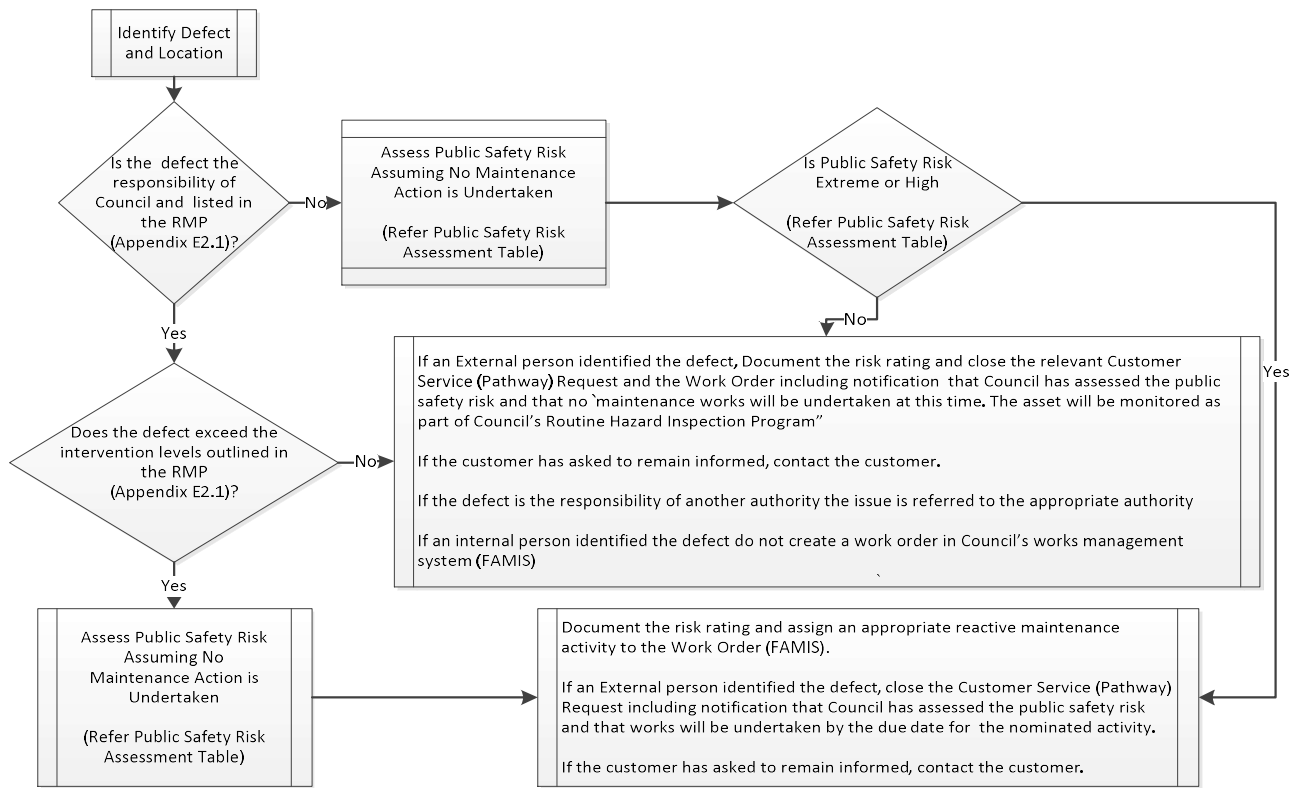 Identify Defect
and Location
Is the defect the
responsibility of
Council and listed in
the RMP
(Appendix E2.1)?
No
Assess Public Safety Risk
Assuming No Maintenance
Action is Undertaken
(Refer Public Safety Risk
Assessment Table)
Is Public Safety Risk
Extreme or High
(Refer Public Safety Risk
Assessment Table)
No
Yes
Yes
Does the defect exceed the
intervention levels outlined in
the RMP
(Appendix E2.1)?
No
If an External person identified the defect, Document the risk rating and close the relevant Customer
Service (Pathway) Request and the Work Order including notification that Council has assessed the public
safety risk and that no `maintenance works will be undertaken at this time. The asset will be monitored as
part of Council's Routine Hazard Inspection Program”
If the customer has asked to remain informed, contact the customer.
If the defect is the responsibility of another authority the issue is referred to the appropriate authority
If an internal person identified the defect do not create a work order in Council's works management
system (FAMIS)
`
Yes
Assess Public Safety Risk
Assuming No
Maintenance Action is
Undertaken
(Refer Public Safety Risk
Assessment Table)
Document the risk rating and assign an appropriate reactive maintenance
activity to the Work Order (FAMIS).
If an External person identified the defect, close the Customer Service (Pathway)
Request including notification that Council has assessed the public safety risk
and that works will be undertaken by the due date for the nominated activity.
If the customer has asked to remain informed, contact the customer.